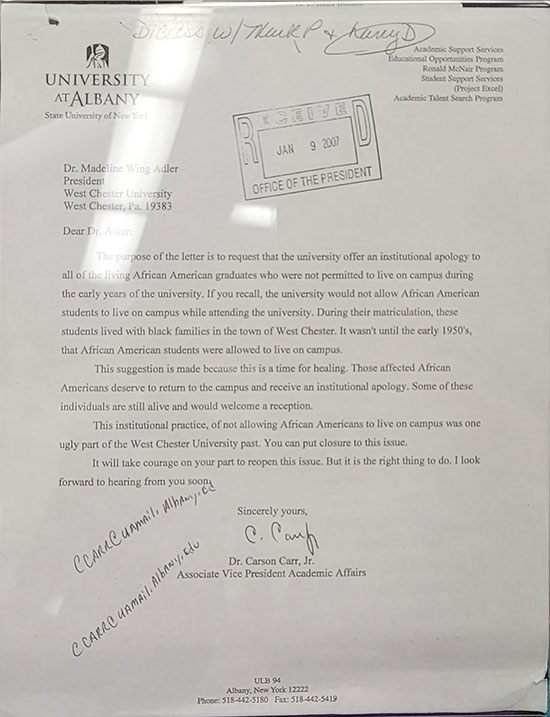 Discuss w/ Mark P & Kerry D
UNIVERSITY
AT ALBANY
State University of New York
Academic Support Services
Educational Opportunities Program
Ronald McNair Program
Student Support Services
(Project Excel)
Academic Talent Search Program
RECEIVED
JAN 9 2007
OFFICE OF THE PRESIDENT
Dr. Madeline Wing Adler
President
West Chester University
West Chester, Pa. 19383
Dear Dr. Adler:
The purpose of the letter is to request that the university offer an institutional apology to
all of the living African American graduates who were not permitted to live on campus during
the early years of the university. If you recall, the university would not allow African American
students to live on campus while attending the university. During their matriculation, these
students lived with black families in the town of West Chester. It wasn't until the early 1950's,
that African American students were allowed to live on campus.
This suggestion is made because this is a time for healing. Those affected African
Americans deserve to return to the campus and receive an institutional apology. Some of these
individuals are still alive and would welcome a reception.
This institutional practice, of not allowing African Americans to live on campus was one
ugly part of the West Chester University past. You can put closure to this issue.
It will take courage on your part to reopen this issue. But it is the right thing to do. I look
forward to hearing from you soon.
Sincerely yours,
C. Carr
Dr. Carson Carr, Jr.
Associate Vice President Academic Affairs
CCARRCUAMAIL.Albany.Ed
CCARRCUAMAIL.Albany.Edu
ULB 94
Albany, New York 12222
Phone: 518-442-5180 Fax: 518-442-5419